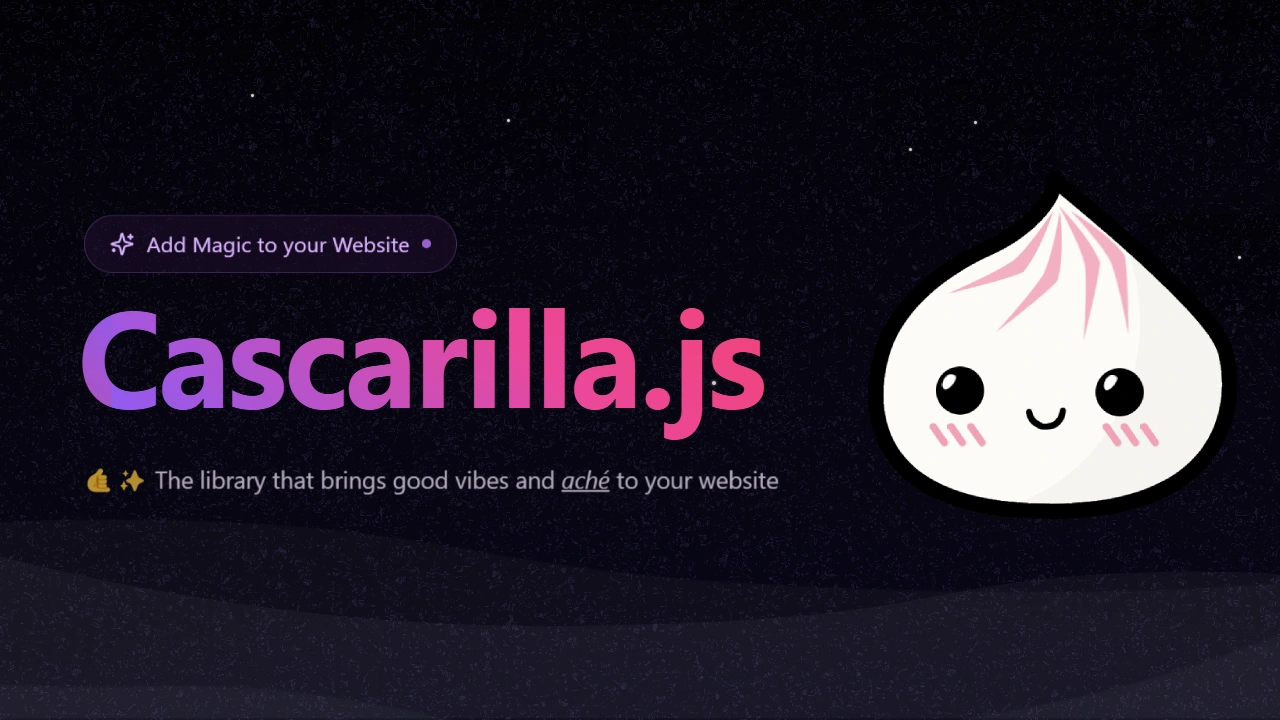 Add Magic to your Website
Cascarilla.js
🤙✨ The library that brings good vibes and aché to your website